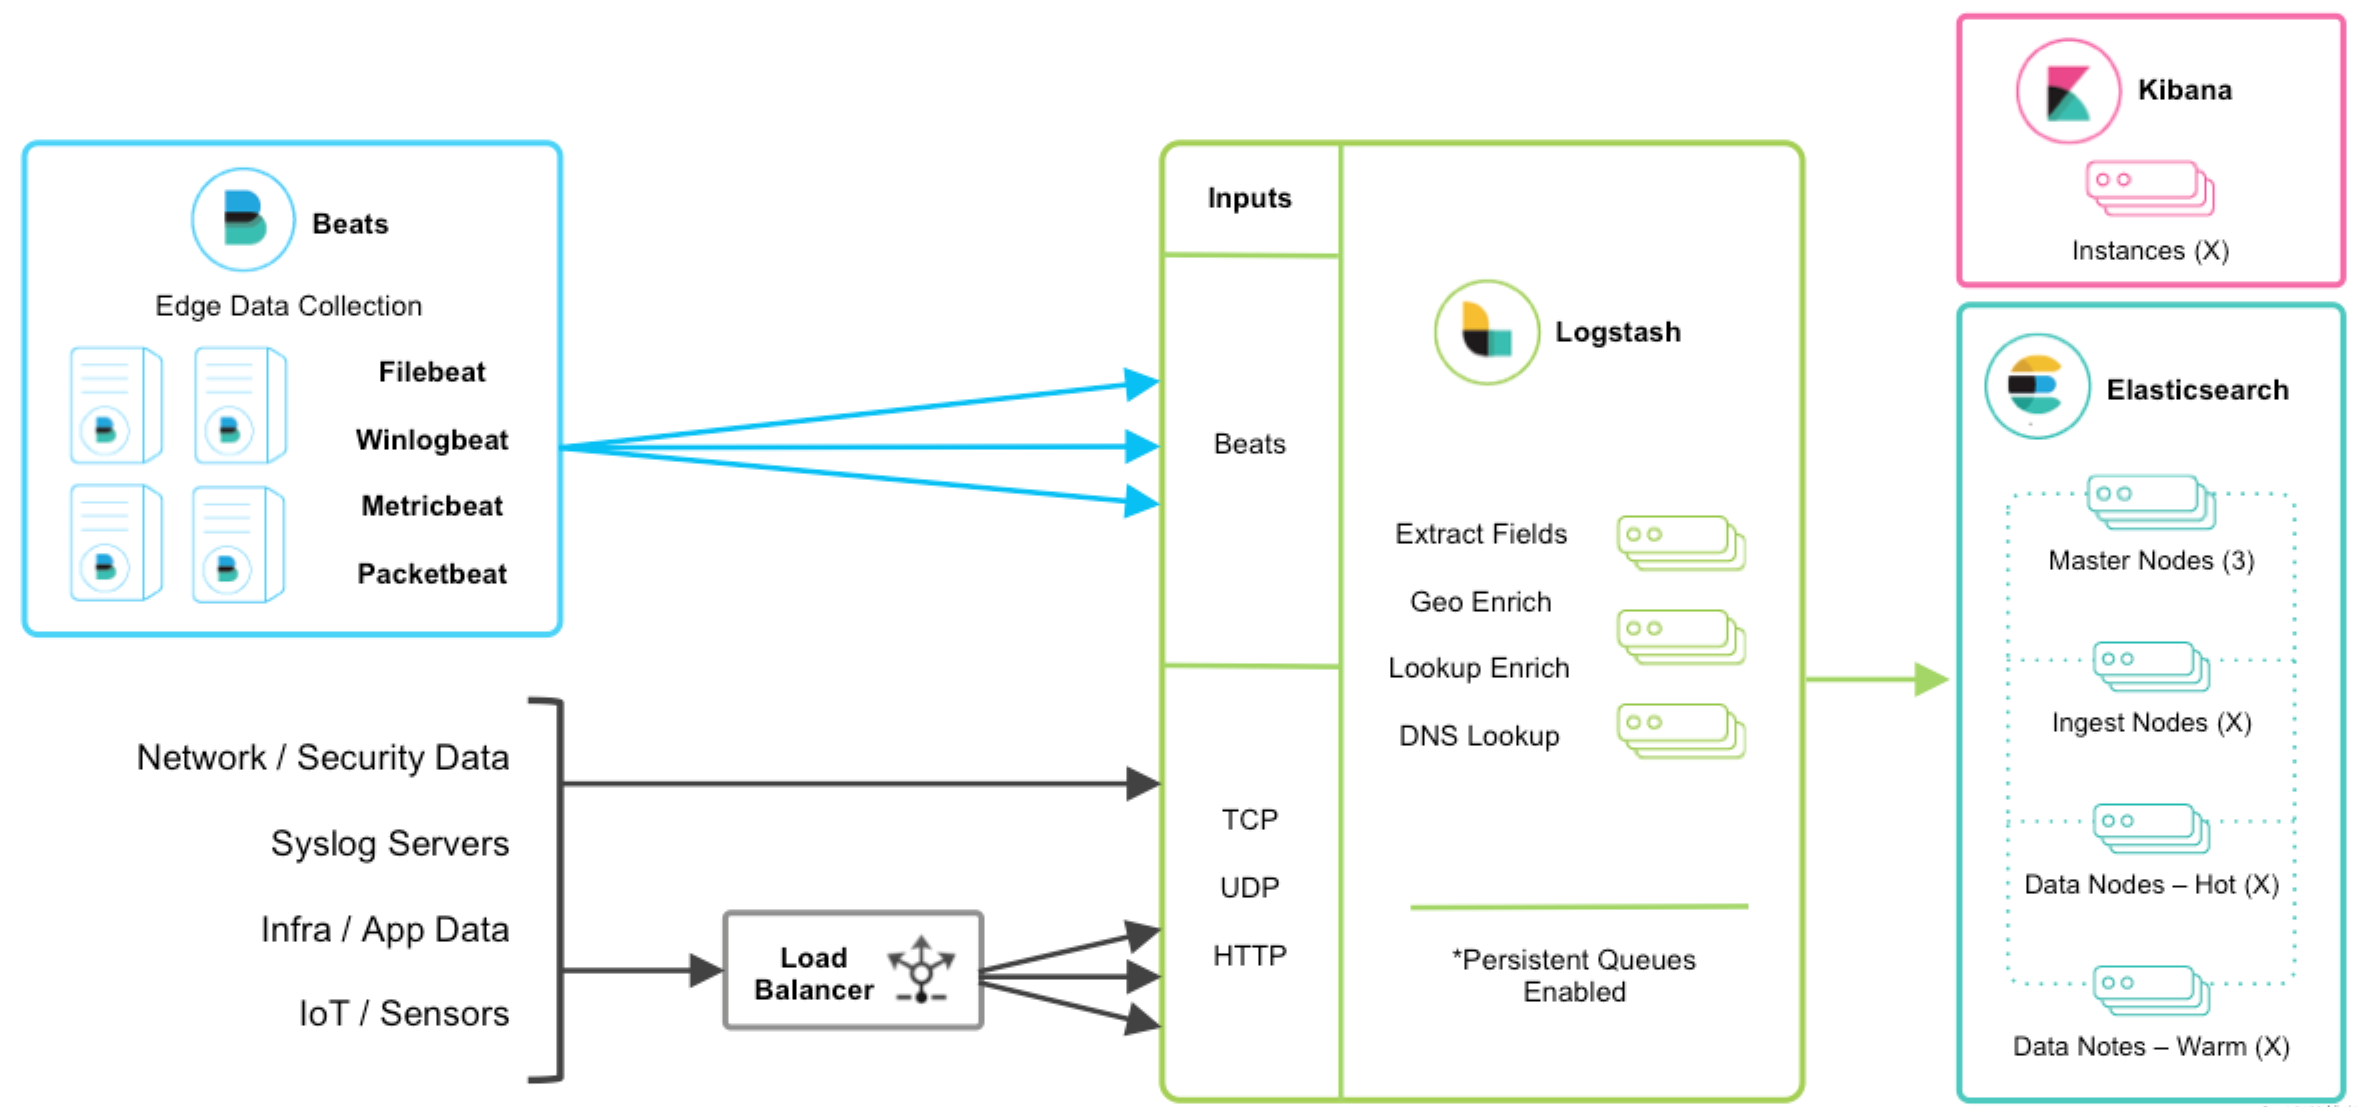 Beats
Edge Data Collection
Filebeat
Winlogbeat
Metricbeat
Packetbeat
Network / Security Data
Syslog Servers
Infra / App Data
IoT / Sensors
Load
Balancer
Inputs
Beats
TCP
UDP
HTTP
Logstash
Extract Fields
Geo Enrich
Lookup Enrich
DNS Lookup
*Persistent Queues
Enabled
Kibana
Instances (X)
Elasticsearch
Master Nodes (3)
Ingest Nodes (X)
Data Nodes – Hot (X)
Data Notes – Warm (X)